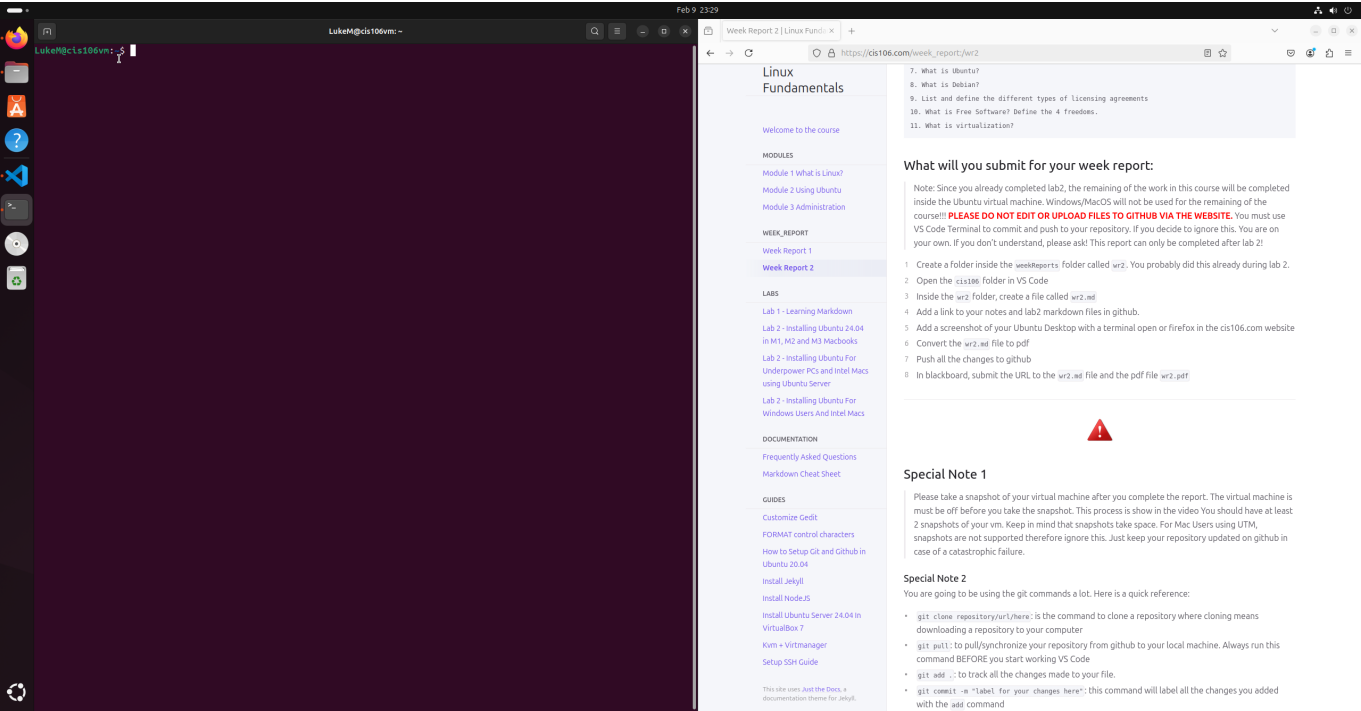 Feb 9 23:29
LukeM@cis106vm: ~
LukeM@cis106vm:~$
Week Report 2 | Linux Funda
https://cis106.com/week_report:/wr2
Linux
Fundamentals
Welcome to the course
MODULES
Module 1 What is Linux?
Module 2 Using Ubuntu
Module 3 Administration
WEEK_REPORT
Week Report 1
Week Report 2
LABS
Lab 1 - Learning Markdown
Lab 2 - Installing Ubuntu 24.04
in M1, M2 and M3 Macbooks
Lab 2 - Installing Ubuntu For
Underpower PCs and Intel Macs
using Ubuntu Server
Lab 2 - Installing Ubuntu For
Windows Users And Intel Macs
DOCUMENTATION
Frequently Asked Questions
Markdown Cheat Sheet
GUIDES
Customize Gedit
FORMAT control characters
How to Setup Git and Github in
Ubuntu 20.04
Install Jekyll
Install NodeJS
Install Ubuntu Server 24.04 In
VirtualBox 7
Kvm + Virtmanager
Setup SSH Guide
This site uses Just the Docs, a
documentation theme for Jekyll.
7. What is Ubuntu?
8. What is Debian?
9. List and define the different types of licensing agreements
10. What is Free Software? Define the 4 freedoms.
11. What is virtualization?
What will you submit for your week report:
Note: Since you already completed lab2, the remaining of the work in this course will be completed
inside the Ubuntu virtual machine. Windows/MacOS will not be used for the remaining of the
course!!! PLEASE DO NOT EDIT OR UPLOAD FILES TO GITHUB VIA THE WEBSITE. You must use
VS Code Terminal to commit and push to your repository. If you decide to ignore this. You are on
your own. If you don't understand, please ask! This report can only be completed after lab 2!
1 Create a folder inside the weekReports folder called wr2. You probably did this already during lab 2.
2 Open the cis106 folder in VS Code
3 Inside the wr2 folder, create a file called wr2.md
4 Add a link to your notes and lab2 markdown files in github.
5 Add a screenshot of your Ubuntu Desktop with a terminal open or firefox in the cis106.com website
6 Convert the wr2.md file to pdf
7 Push all the changes to github
8 In blackboard, submit the URL to the wr2.md file and the pdf file wr2.pdf
Special Note 1
Please take a snapshot of your virtual machine after you complete the report. The virtual machine is
must be off before you take the snapshot. This process is show in the video You should have at least
2 snapshots of your vm. Keep in mind that snapshots take space. For Mac Users using UTM,
snapshots are not supported therefore ignore this. Just keep your repository updated on github in
case of a catastrophic failure.
Special Note 2
You are going to be using the git commands a lot. Here is a quick reference:
• git clone repository/url/here: is the command to clone a repository where cloning means
downloading a repository to your computer
• git pull: to pull/synchronize your repository from github to your local machine. Always run this
command BEFORE you start working VS Code
• git add .: to track all the changes made to your file.
• git commit -m "label for your changes here": this command will label all the changes you added
with the add command